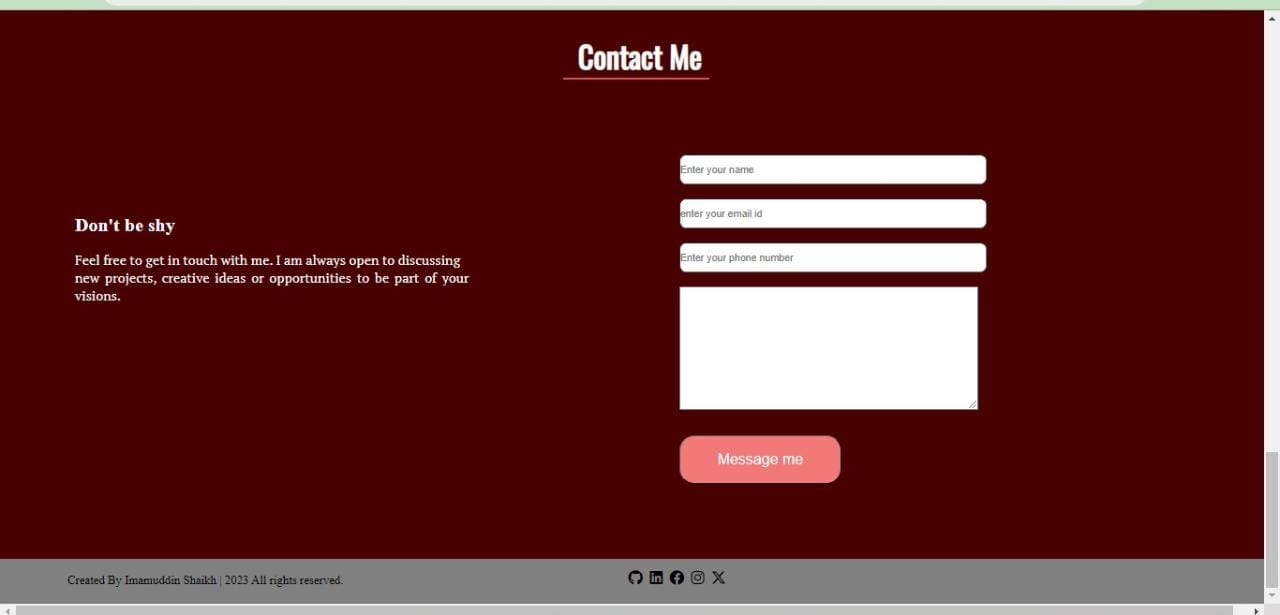 Contact Me
Don't be shy
Feel free to get in touch with me. I am always open to discussing
new projects, creative ideas or opportunities to be part of your
visions.
Enter your name
enter your email id
Enter your phone number
Message me
Created By Imamuddin Shaikh | 2023 All rights reserved.